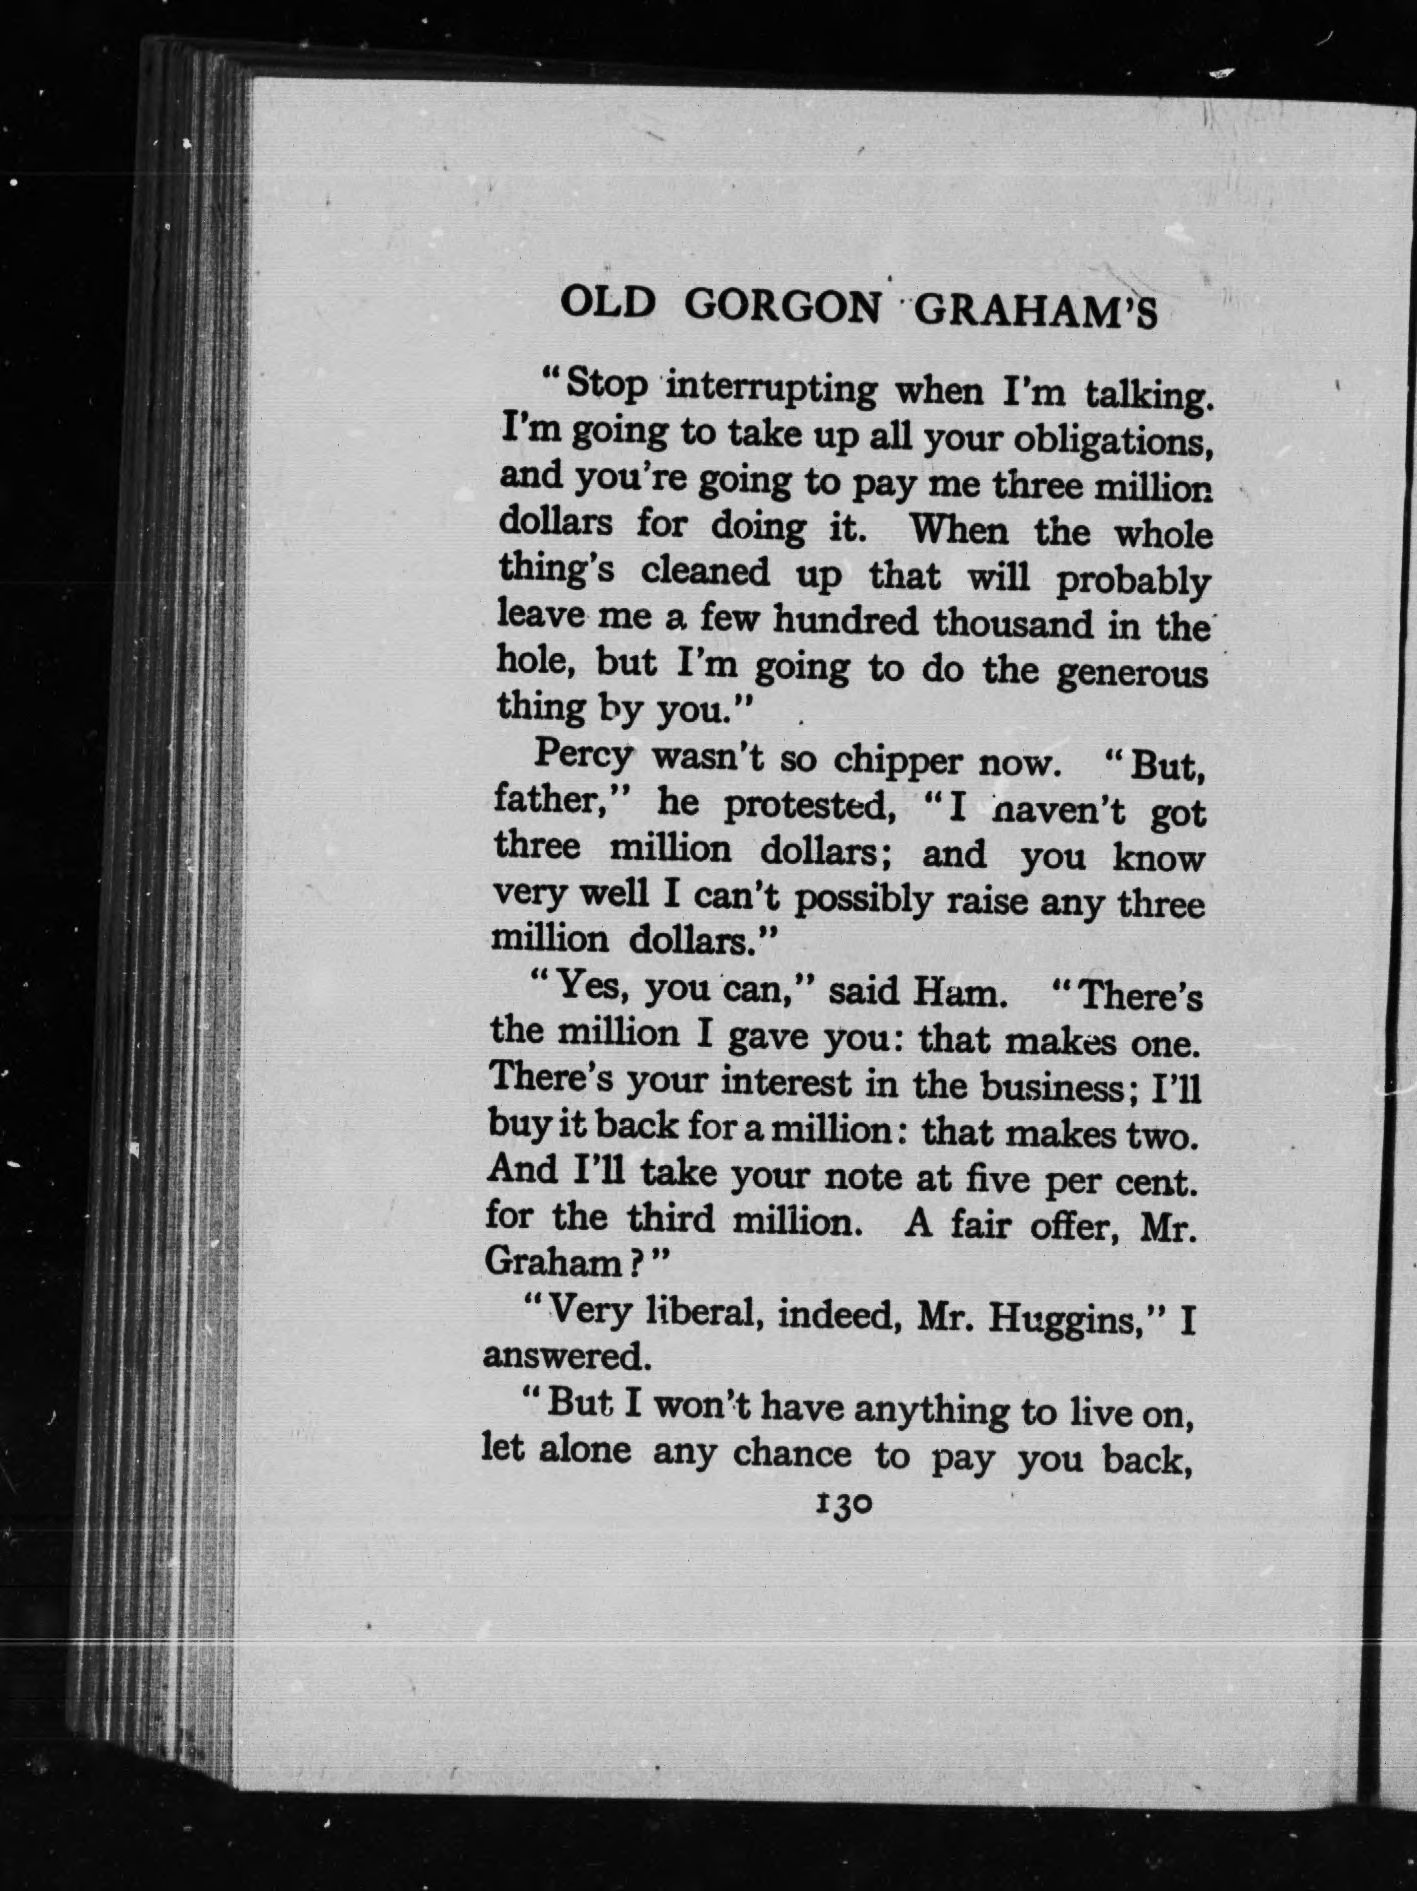 OLD GORGON GRAHAM'S
“Stop interrupting when I'm talking.
I'm going to take up all your obligations,
and you're going to pay me three million
dollars for doing it. When the whole
thing's cleaned up that will probably
leave me a few hundred thousand in the
hole, but I'm going to do the generous
thing by you.”
Percy wasn't so chipper now. “But,
father,” he protested, “I haven't got
three million dollars; and you know
very well I can't possibly raise any three
million dollars.”
“Yes, you can,” said Ham. “There's
the million I gave you: that makes one.
There's your interest in the business; I'll
buy it back for a million: that makes two.
And I'll take your note at five per cent.
for the third million. A fair offer, Mr.
Graham?”
“Very liberal, indeed, Mr. Huggins,” I
answered.
“But I won't have anything to live on,
let alone any chance to pay you back,
130